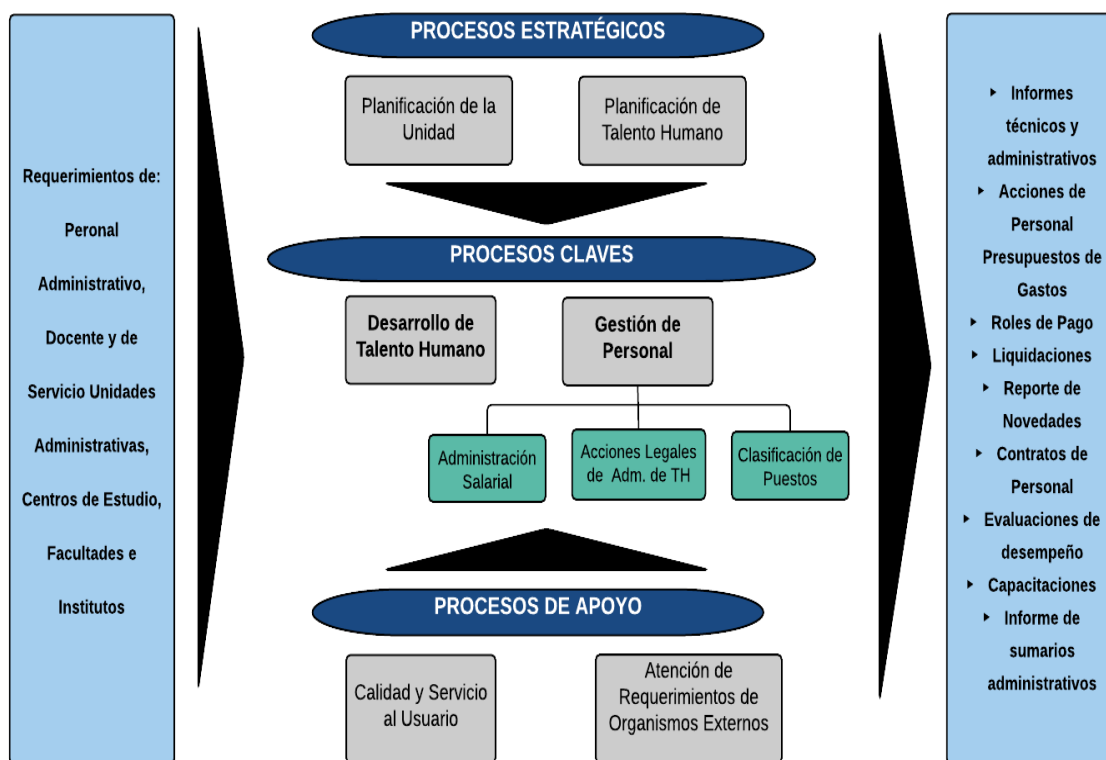 Requerimientos de:
Peronal
Administrativo,
Docente y de
Servicio Unidades
Administrativas,
Centros de Estudio,
Facultades e
Institutos
PROCESOS ESTRATÉGICOS
Planificación de la
Unidad
Planificación de
Talento Humano
PROCESOS CLAVES
Desarrollo de
Talento Humano
Gestión de
Personal
Administración
Salarial
Acciones Legales
de Adm. de TH
Clasificación de
Puestos
PROCESOS DE APOYO
Calidad y Servicio
al Usuario
Atención de
Requerimientos de
Organismos Externos
Informes
técnicos y
administrativos
Acciones de
Personal
Presupuestos de
Gastos
Roles de Pago
Liquidaciones
Reporte de
Novedades
Contratos de
Personal
Evaluaciones de
desempeño
Capacitaciones
Informe de
sumarios
administrativos